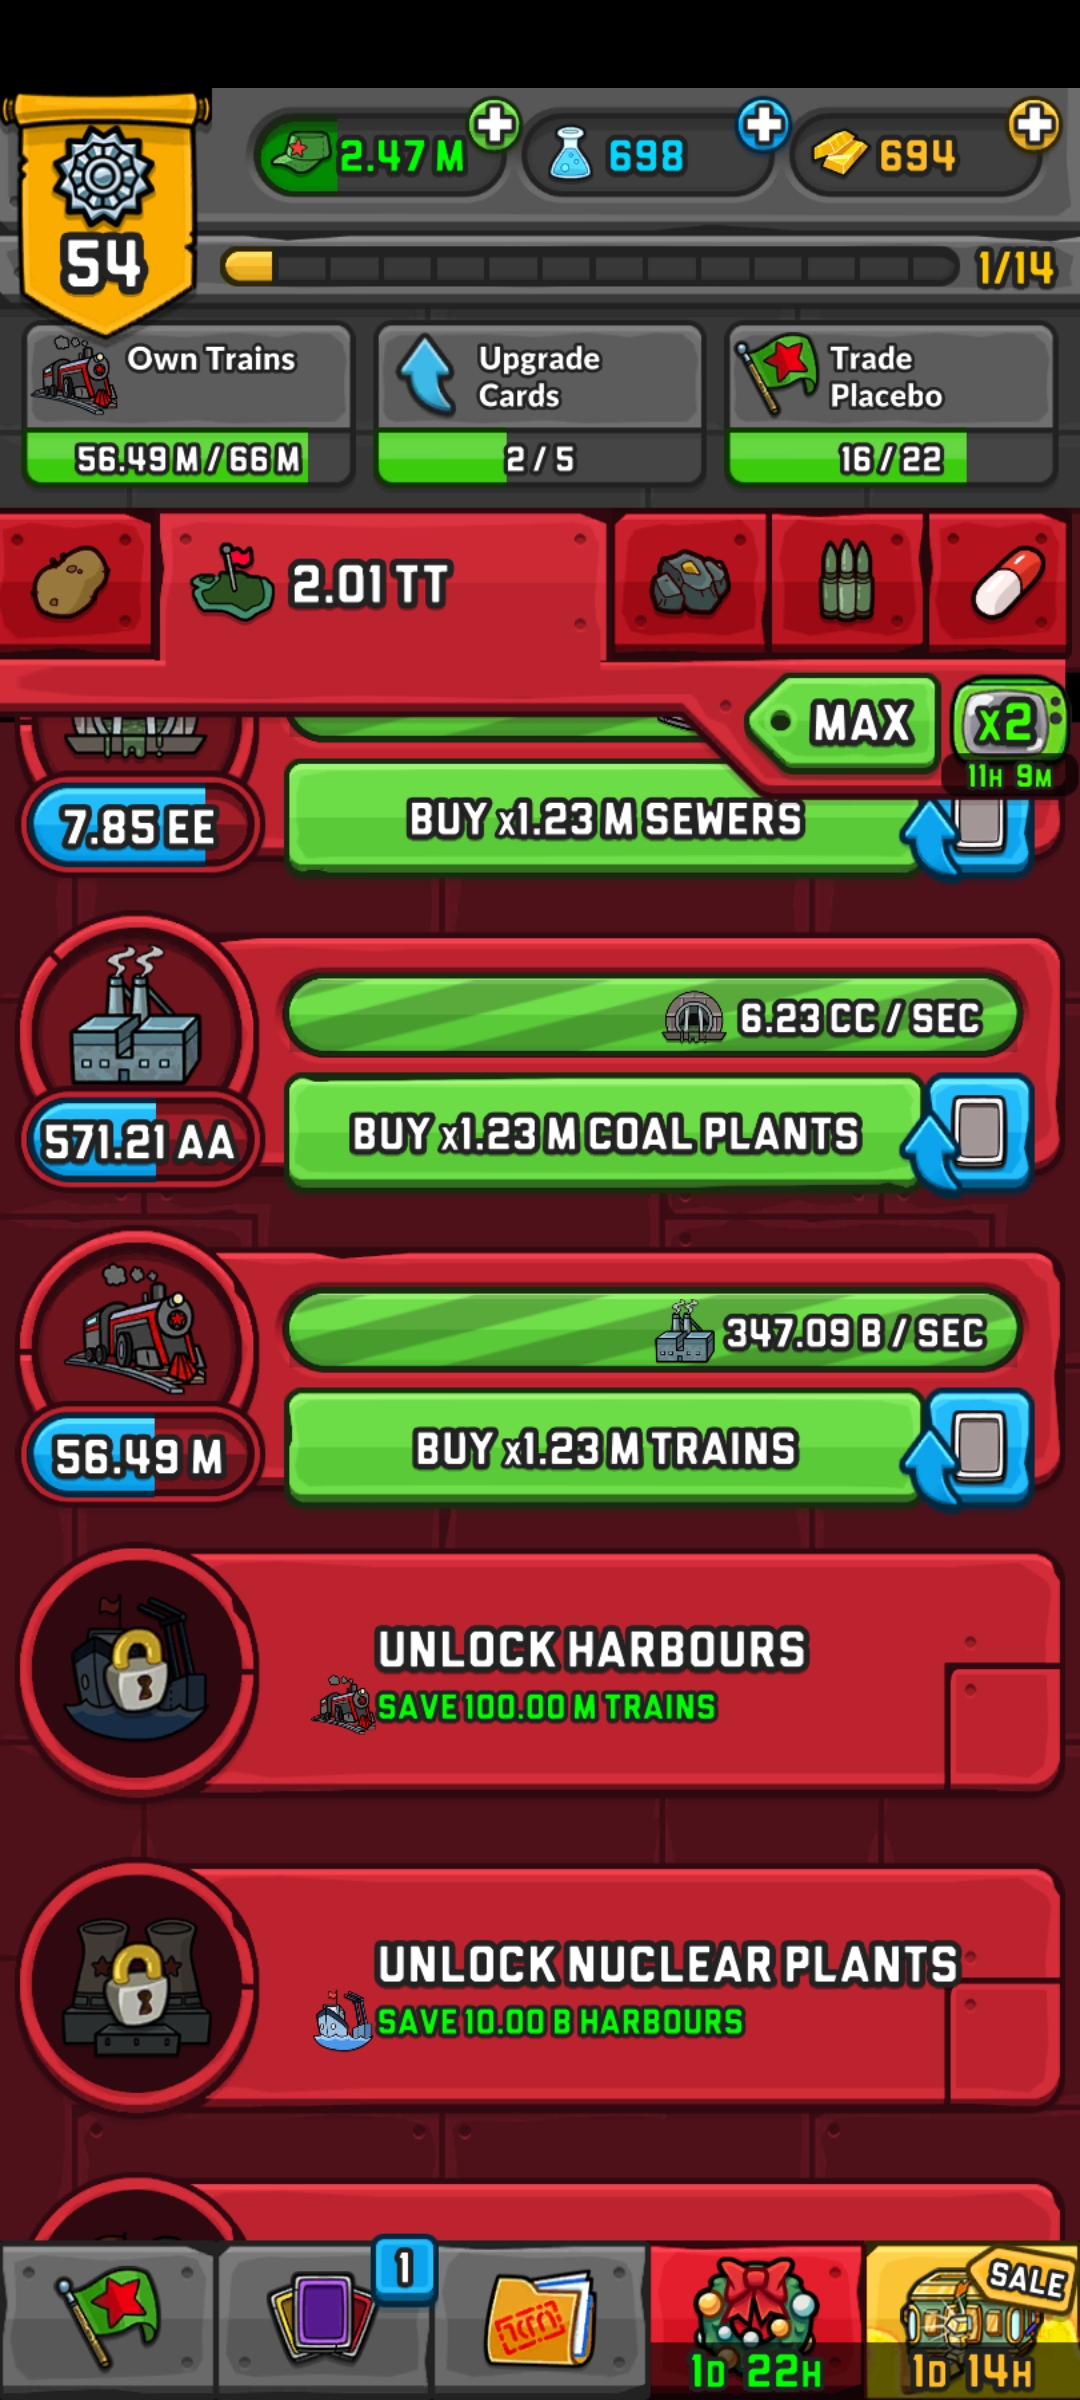 54
2.47 M
698
694
1/14
Own Trains
56.49 M / 66 M
Upgrade
Cards
2 / 5
Trade
Placebo
16 / 22
2.01 TT
MAX
x2
11H 9M
7.85 EE
BUY x1.23 M SEWERS
6.23 CC / SEC
571.21 AA
BUY x1.23 M COAL PLANTS
347.09 B / SEC
56.49 M
BUY x1.23 M TRAINS
UNLOCK HARBOURS
SAVE 100.00 M TRAINS
UNLOCK NUCLEAR PLANTS
SAVE 10.00 B HARBOURS
1
SALE
1D 22H
1D 14H